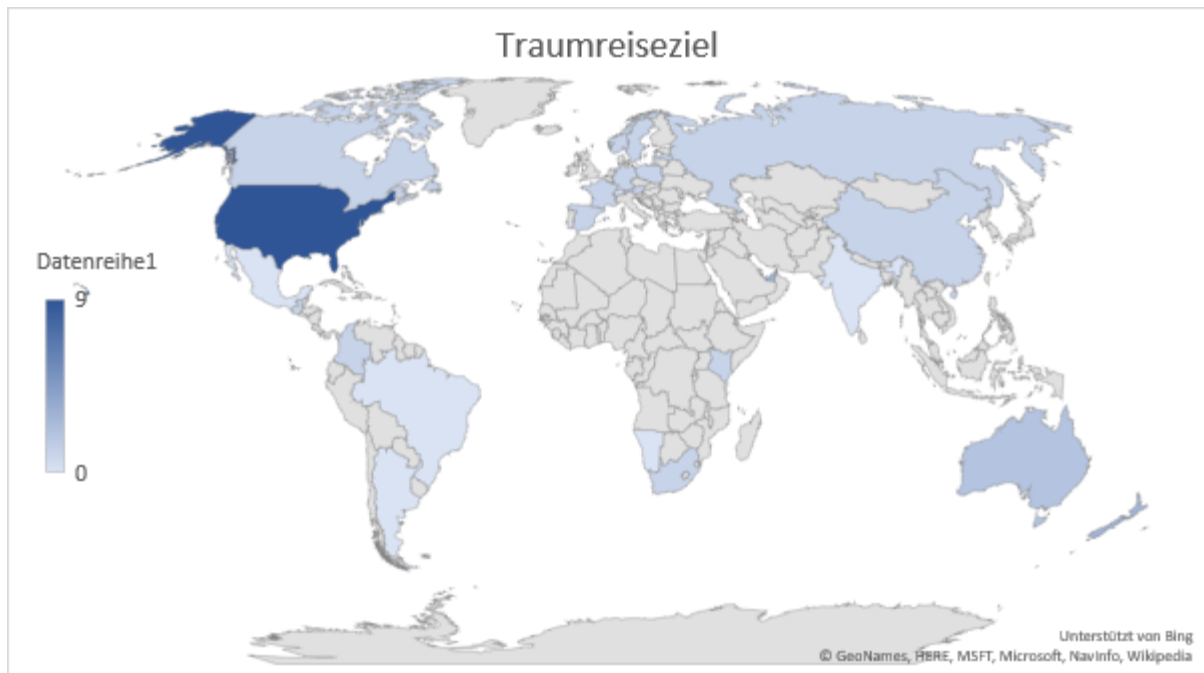 Traumreiseziel
Datenreihe1
9
0
Unterstützt von Bing
© GeoNames, HERE, MSFT, Microsoft, NavInfo, Wikipedia